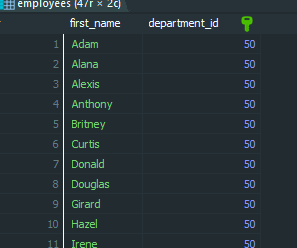 employees (47r × 2c)
first_name department_id
1 Adam 50
2 Alana 50
3 Alexis 50
4 Anthony 50
5 Britney 50
6 Curtis 50
7 Donald 50
8 Douglas 50
9 Girard 50
10 Hazel 50
11 Irene 50